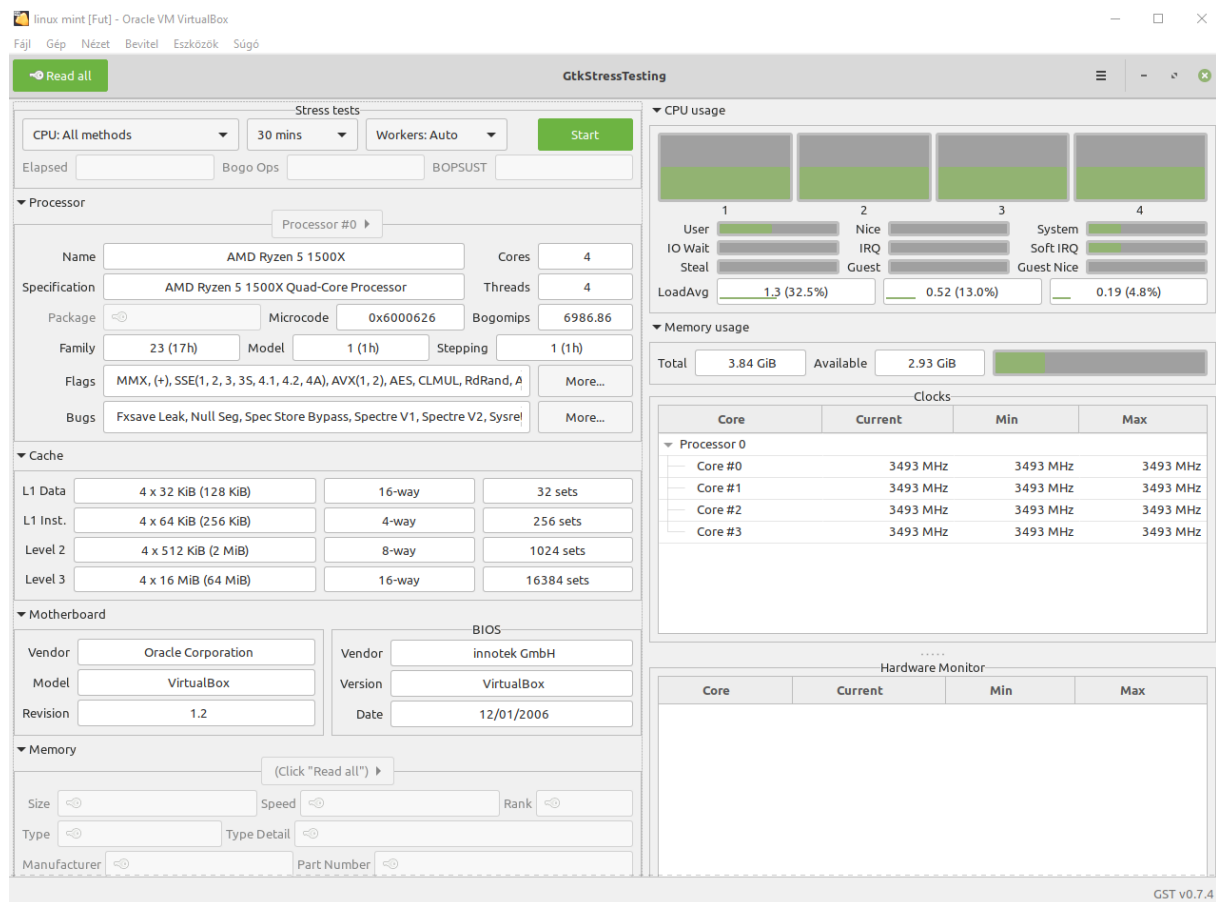 linux mint [Fut] - Oracle VM VirtualBox
Fájl Gép Nézet Bevitel Eszközök Súgó
Read all GtkStressTesting
Stress tests
CPU: All methods 30 mins Workers: Auto Start
Elapsed Bogo Ops BOPSUST
Processor
Processor #0
Name AMD Ryzen 5 1500X Cores 4
Specification AMD Ryzen 5 1500X Quad-Core Processor Threads 4
Package Microcode 0x6000626 Bogomips 6986.86
Family 23 (17h) Model 1 (1h) Stepping 1 (1h)
Flags MMX, (+), SSE(1, 2, 3, 3S, 4.1, 4.2, 4A), AVX(1, 2), AES, CLMUL, RdRand, A More...
Bugs Fxsave Leak, Null Seg, Spec Store Bypass, Spectre V1, Spectre V2, Sysret More...
Cache
L1 Data 4 x 32 KiB (128 KiB) 16-way 32 sets
L1 Inst. 4 x 64 KiB (256 KiB) 4-way 256 sets
Level 2 4 x 512 KiB (2 MiB) 8-way 1024 sets
Level 3 4 x 16 MiB (64 MiB) 16-way 16384 sets
Motherboard
Vendor Oracle Corporation
Model VirtualBox
Revision 1.2
BIOS
Vendor innotek GmbH
Version VirtualBox
Date 12/01/2006
Memory
(Click "Read all")
Size Speed Rank
Type Type Detail
Manufacturer Part Number
CPU usage
1 2 3 4
User Nice System
IO Wait IRQ Soft IRQ
Steal Guest Guest Nice
LoadAvg 1.3 (32.5%) 0.52 (13.0%) 0.19 (4.8%)
Memory usage
Total 3.84 GiB Available 2.93 GiB
Clocks
Core Current Min Max
Processor 0
Core #0 3493 MHz 3493 MHz 3493 MHz
Core #1 3493 MHz 3493 MHz 3493 MHz
Core #2 3493 MHz 3493 MHz 3493 MHz
Core #3 3493 MHz 3493 MHz 3493 MHz
Hardware Monitor
Core Current Min Max
GST v0.7.4